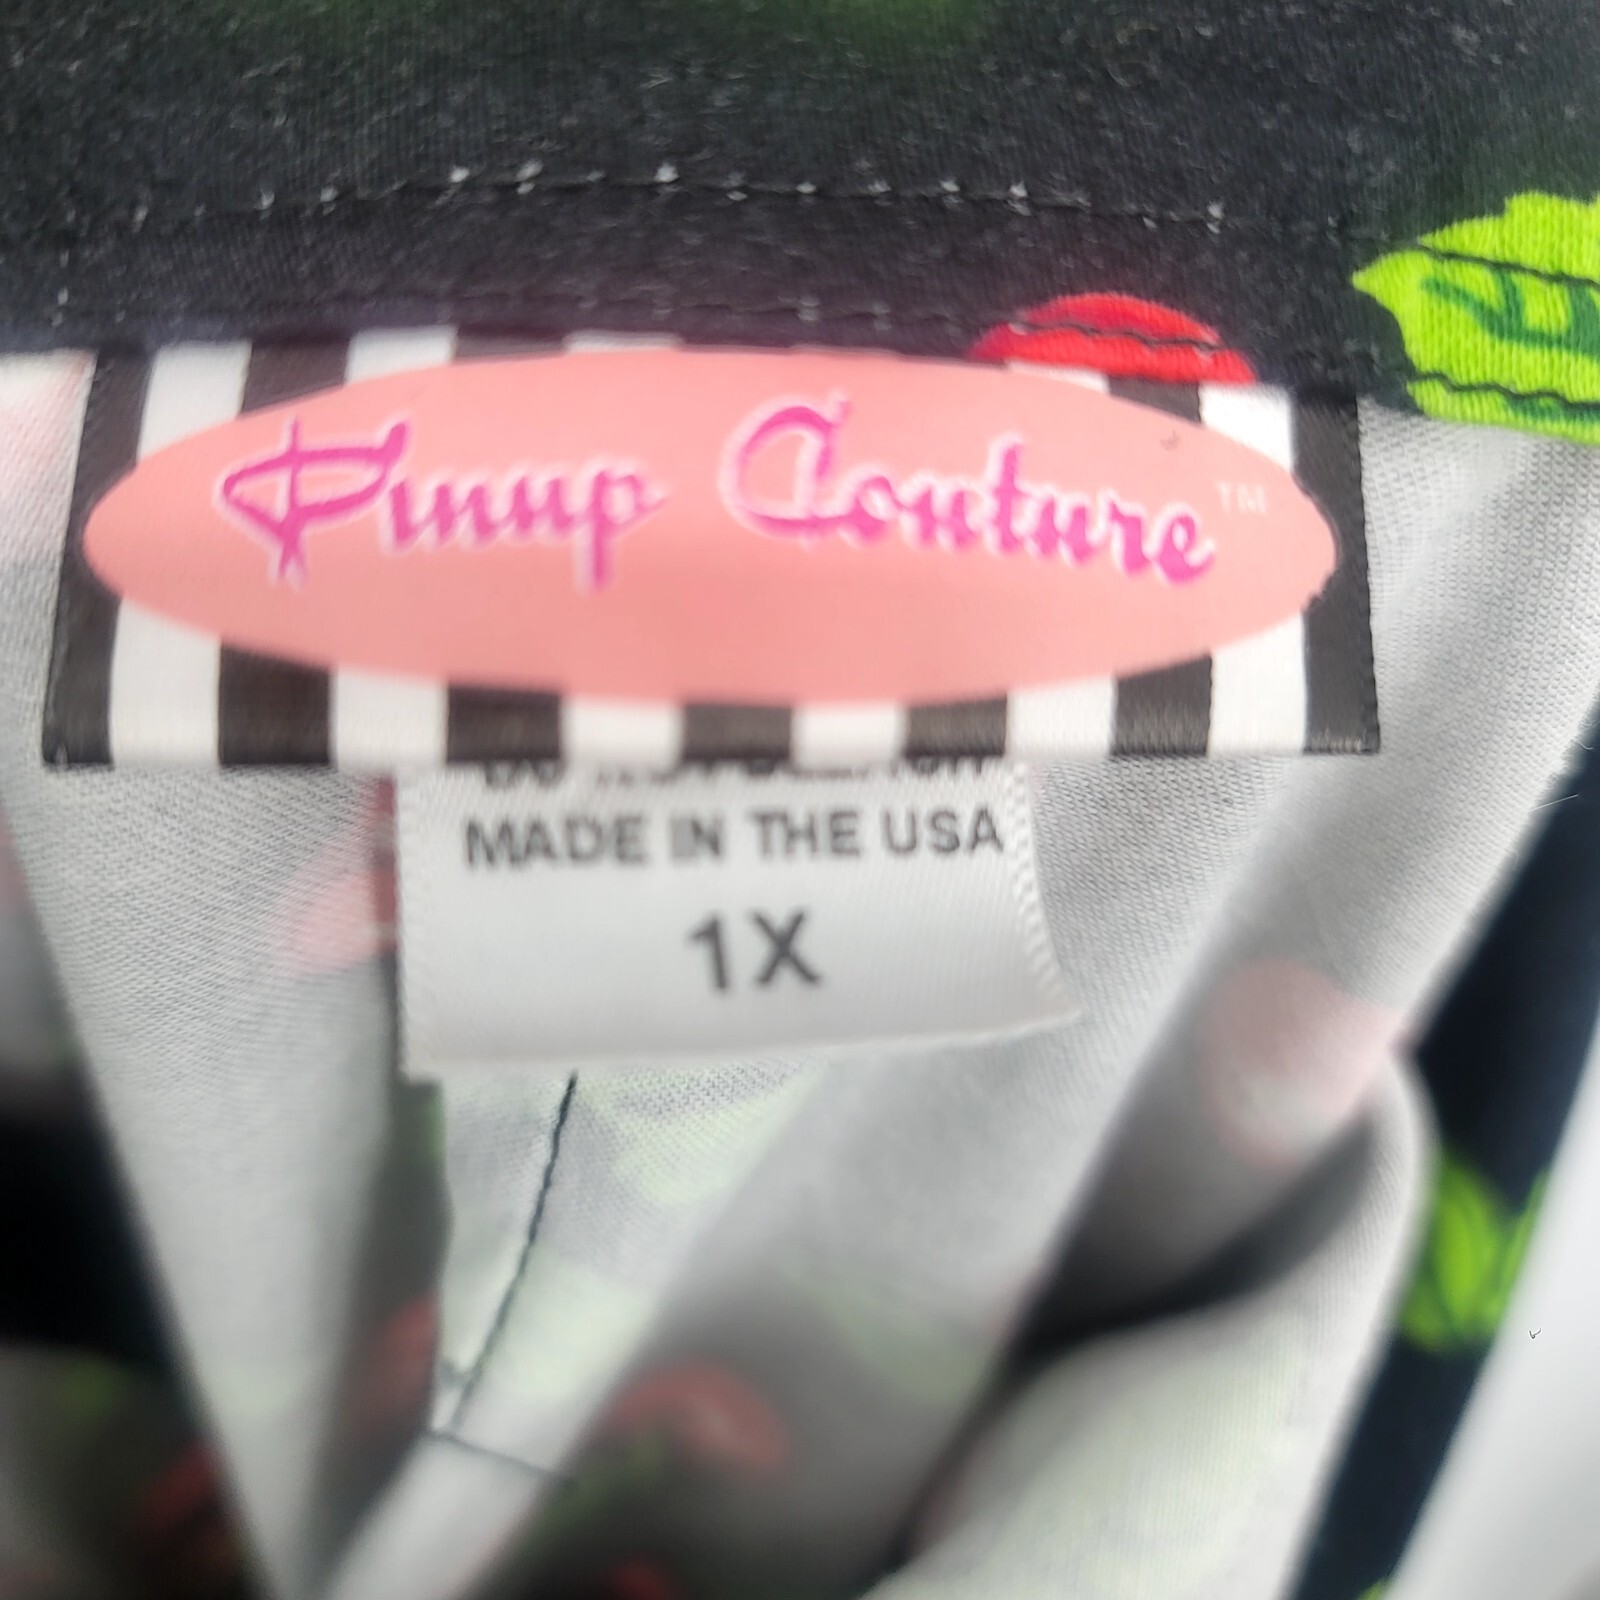 Pinup Couture™
MADE IN THE USA
1X